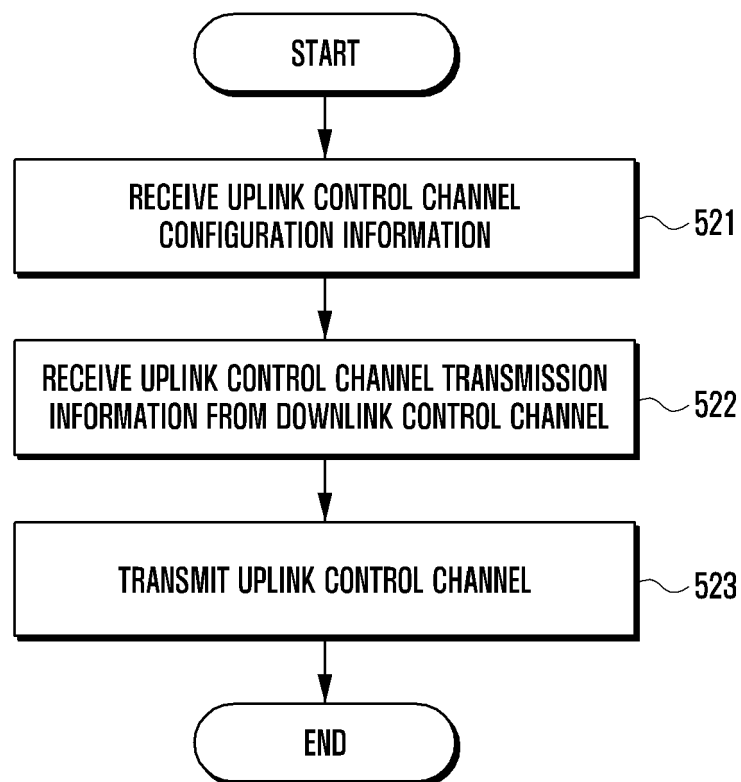 START
RECEIVE UPLINK CONTROL CHANNEL
CONFIGURATION INFORMATION
521
RECEIVE UPLINK CONTROL CHANNEL TRANSMISSION
INFORMATION FROM DOWNLINK CONTROL CHANNEL
522
TRANSMIT UPLINK CONTROL CHANNEL
523
END